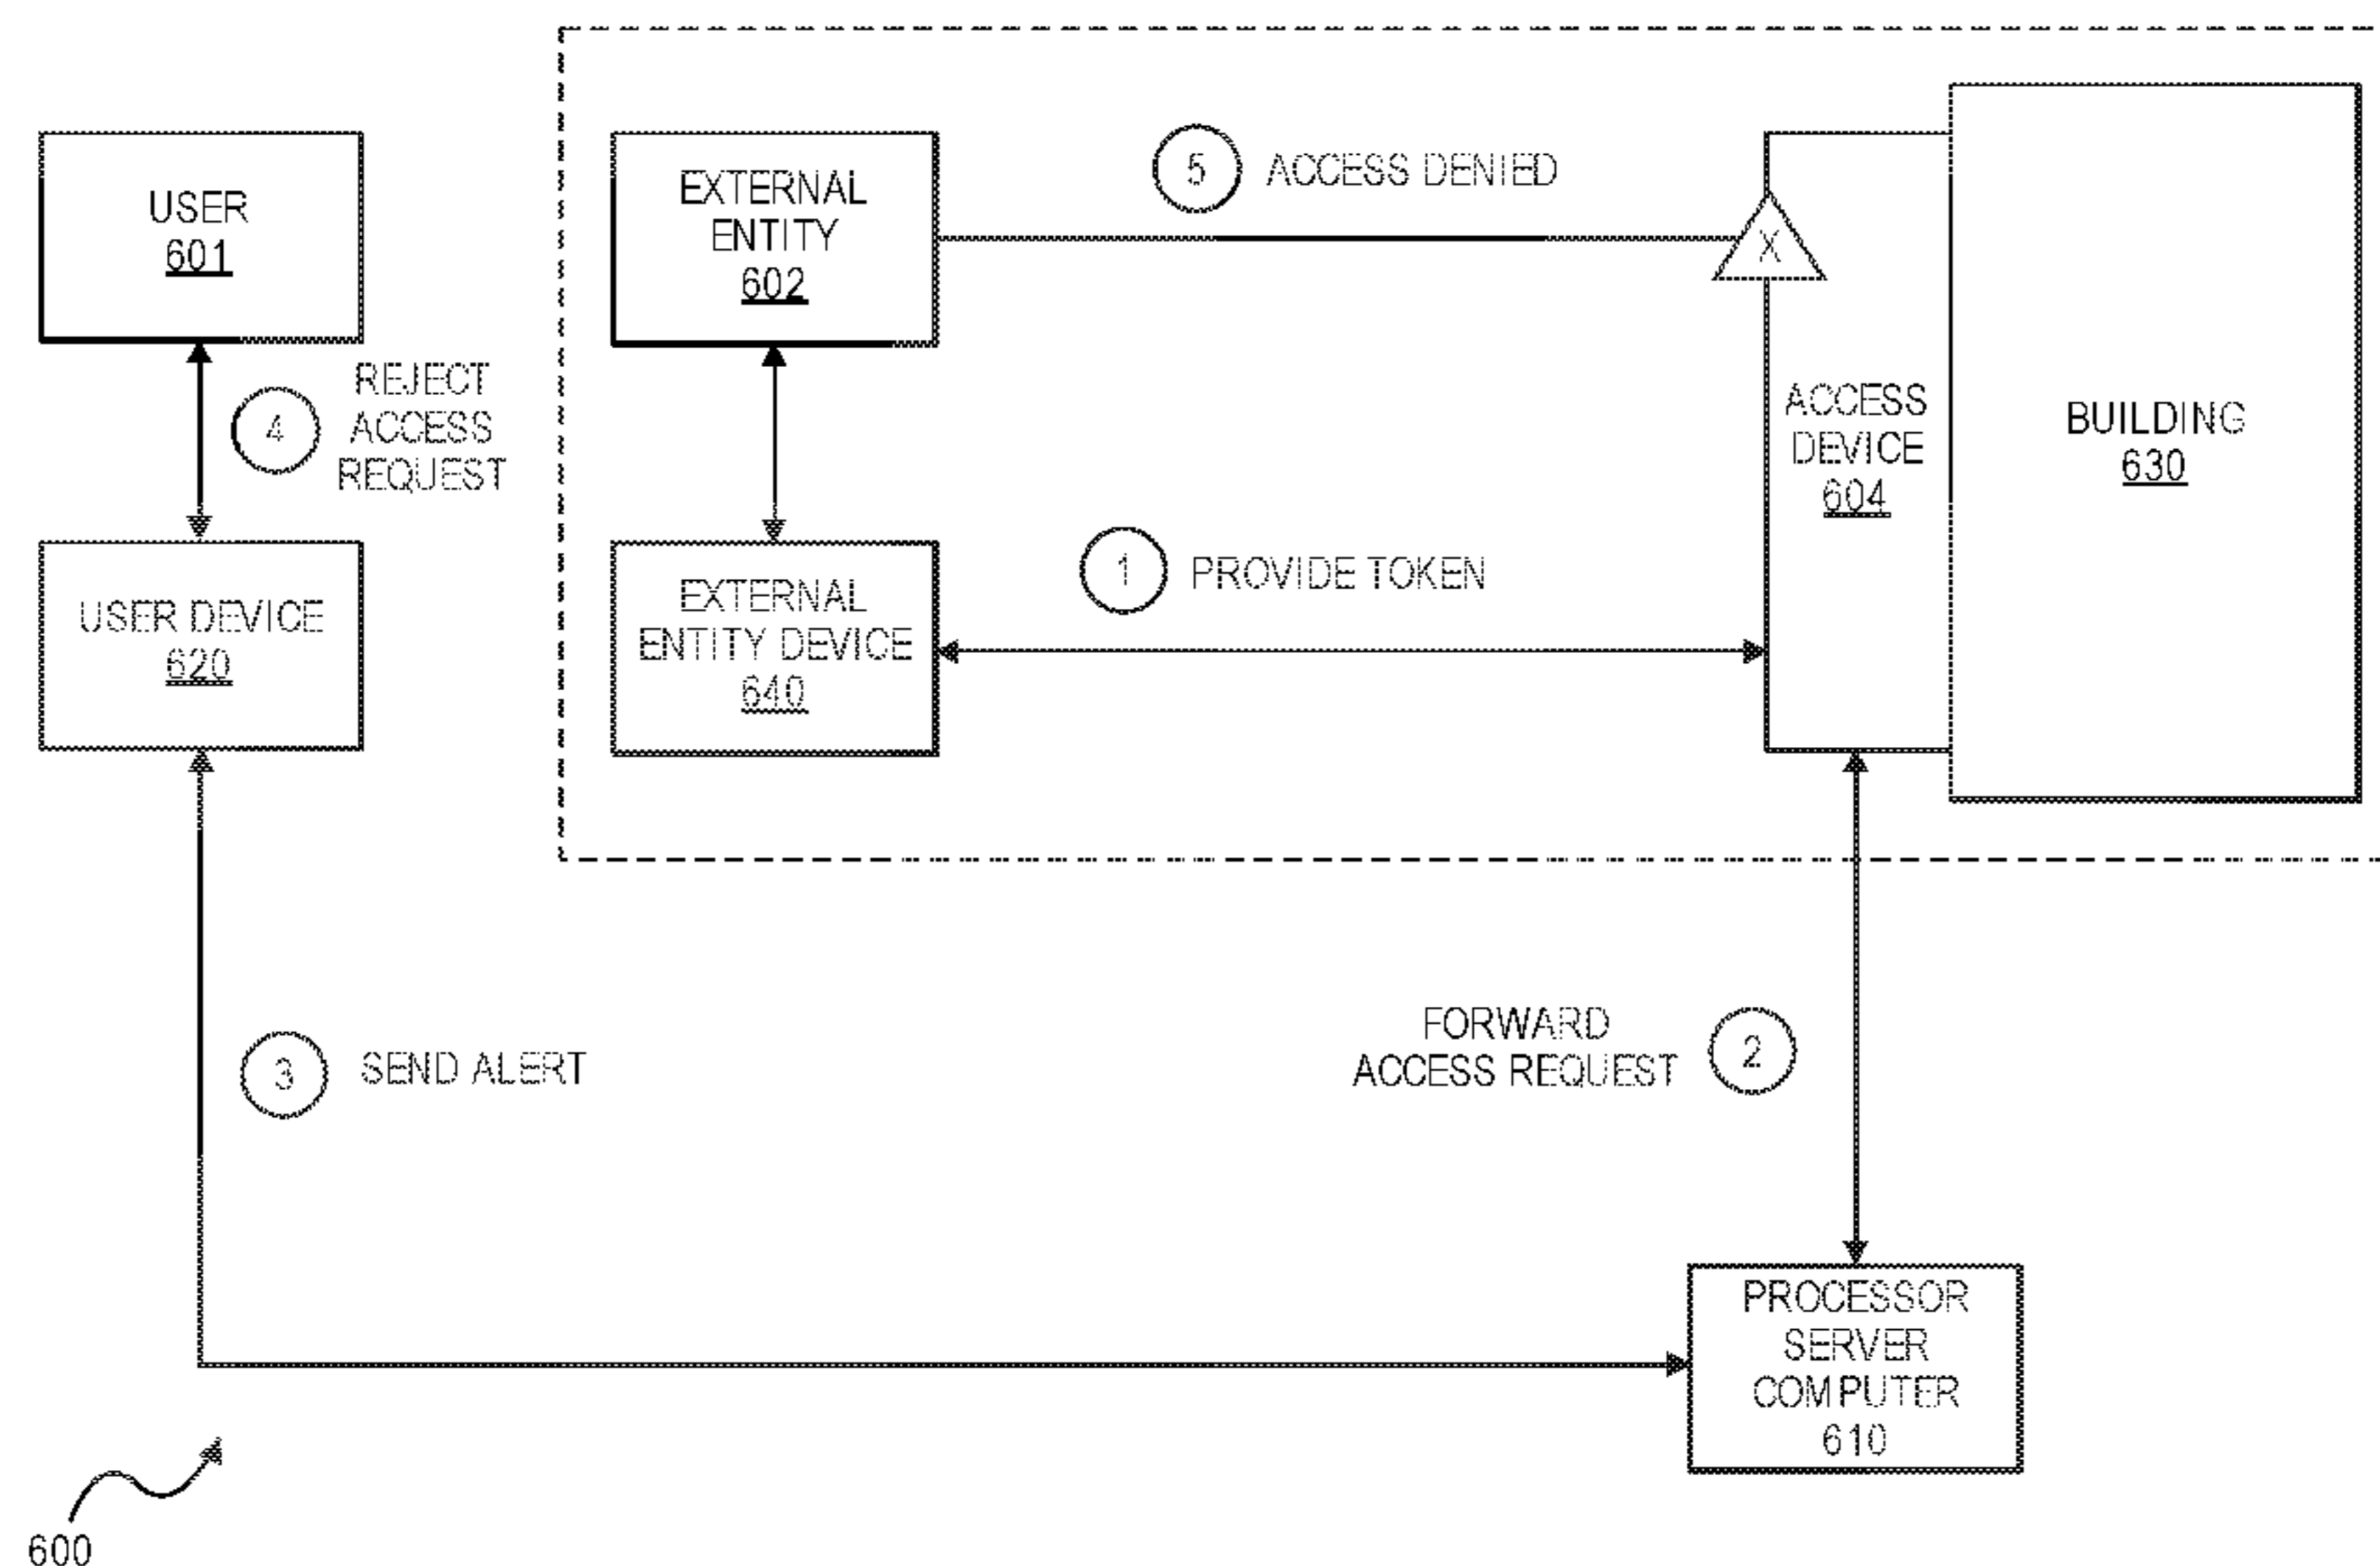 USER
601
EXTERNAL
ENTITY
602
5 ACCESS DENIED
X
4
REJECT
ACCESS
REQUEST
ACCESS
DEVICE
604
BUILDING
630
USER DEVICE
620
EXTERNAL
ENTITY DEVICE
640
1 PROVIDE TOKEN
3 SEND ALERT
FORWARD
ACCESS REQUEST
2
PROCESSOR
SERVER
COMPUTER
610
600